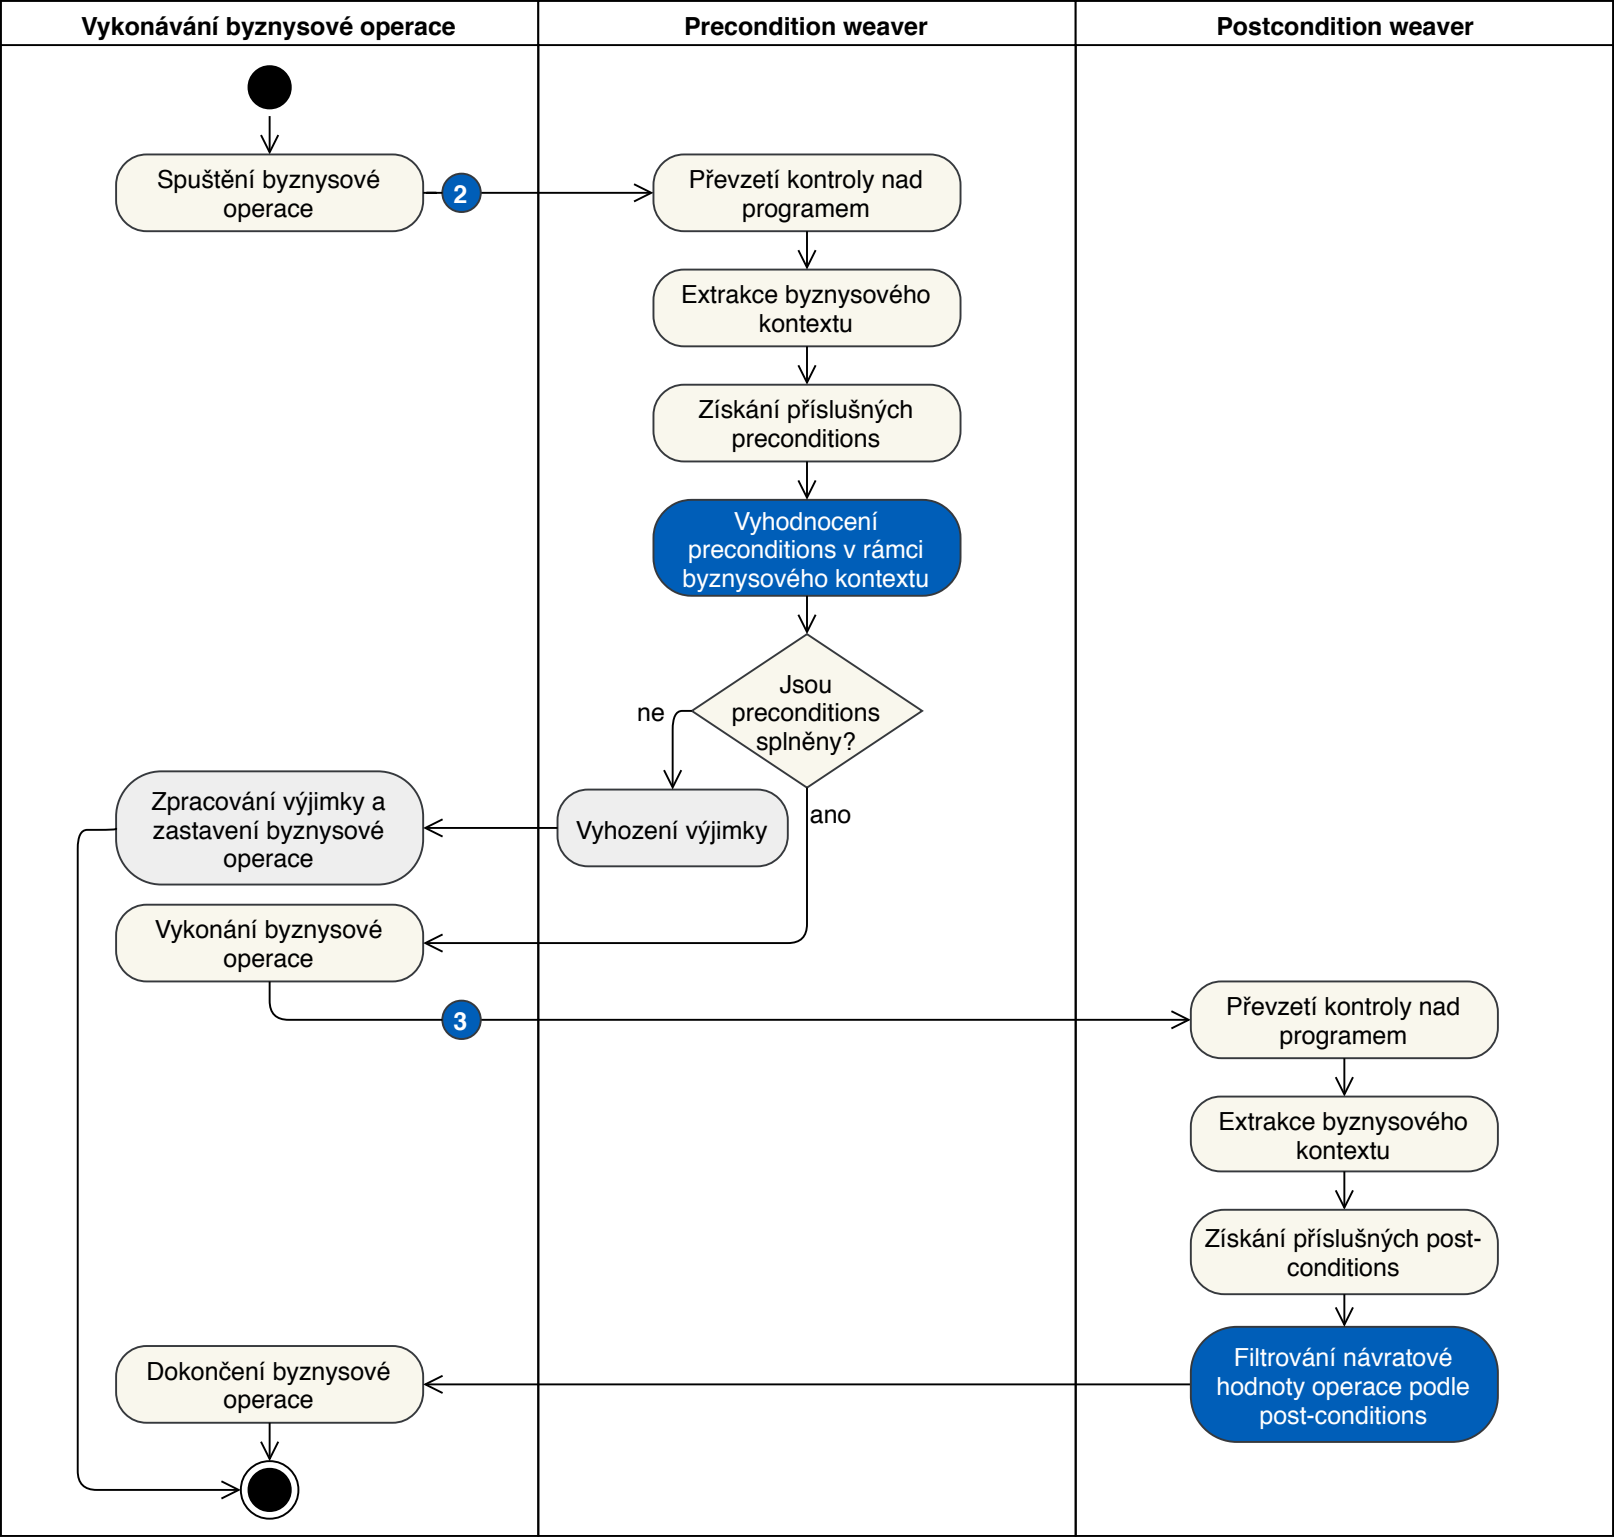 Vykonávání byznysové operace
Precondition weaver
Postcondition weaver
Spuštění byznysové
operace
2
Převzetí kontroly nad
programem
Extrakce byznysového
kontextu
Získání příslušných
preconditions
Vyhodnocení
preconditions v rámci
byznysového kontextu
Jsou
preconditions
splněny?
ne
ano
Vyhození výjimky
Zpracování výjimky a
zastavení byznysové
operace
Vykonání byznysové
operace
3
Převzetí kontroly nad
programem
Extrakce byznysového
kontextu
Získání příslušných post-
conditions
Filtrování návratové
hodnoty operace podle
post-conditions
Dokončení byznysové
operace